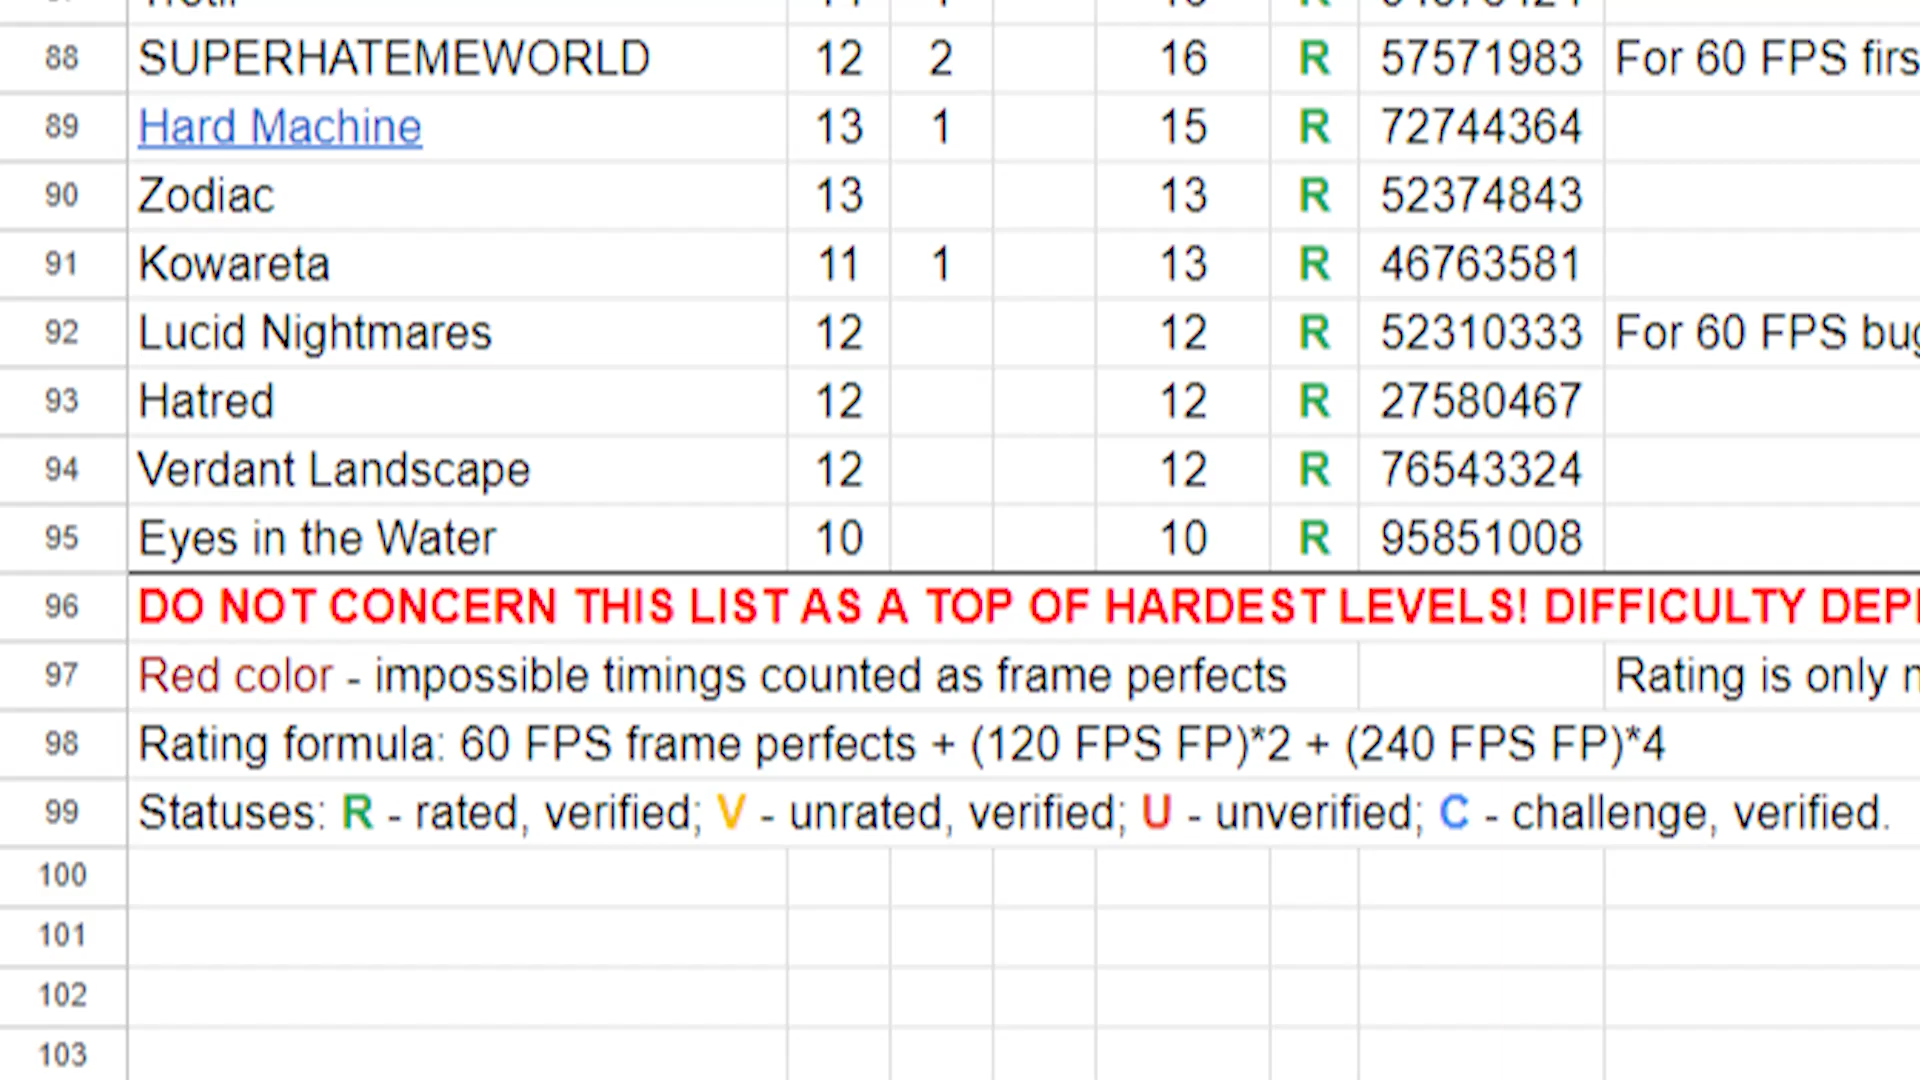 88 SUPERHATEMEWORLD 12 2 16 R 57571983 For 60 FPS firs
89 Hard Machine 13 1 15 R 72744364
90 Zodiac 13 13 R 52374843
91 Kowareta 11 1 13 R 46763581
92 Lucid Nightmares 12 12 R 52310333 For 60 FPS bug
93 Hatred 12 12 R 27580467
94 Verdant Landscape 12 12 R 76543324
95 Eyes in the Water 10 10 R 95851008
96 DO NOT CONCERN THIS LIST AS A TOP OF HARDEST LEVELS! DIFFICULTY DEP
97 Red color - impossible timings counted as frame perfects Rating is only
98 Rating formula: 60 FPS frame perfects + (120 FPS FP)*2 + (240 FPS FP)*4
99 Statuses: R - rated, verified; V - unrated, verified; U - unverified; C - challenge, verified.
100
101
102
103